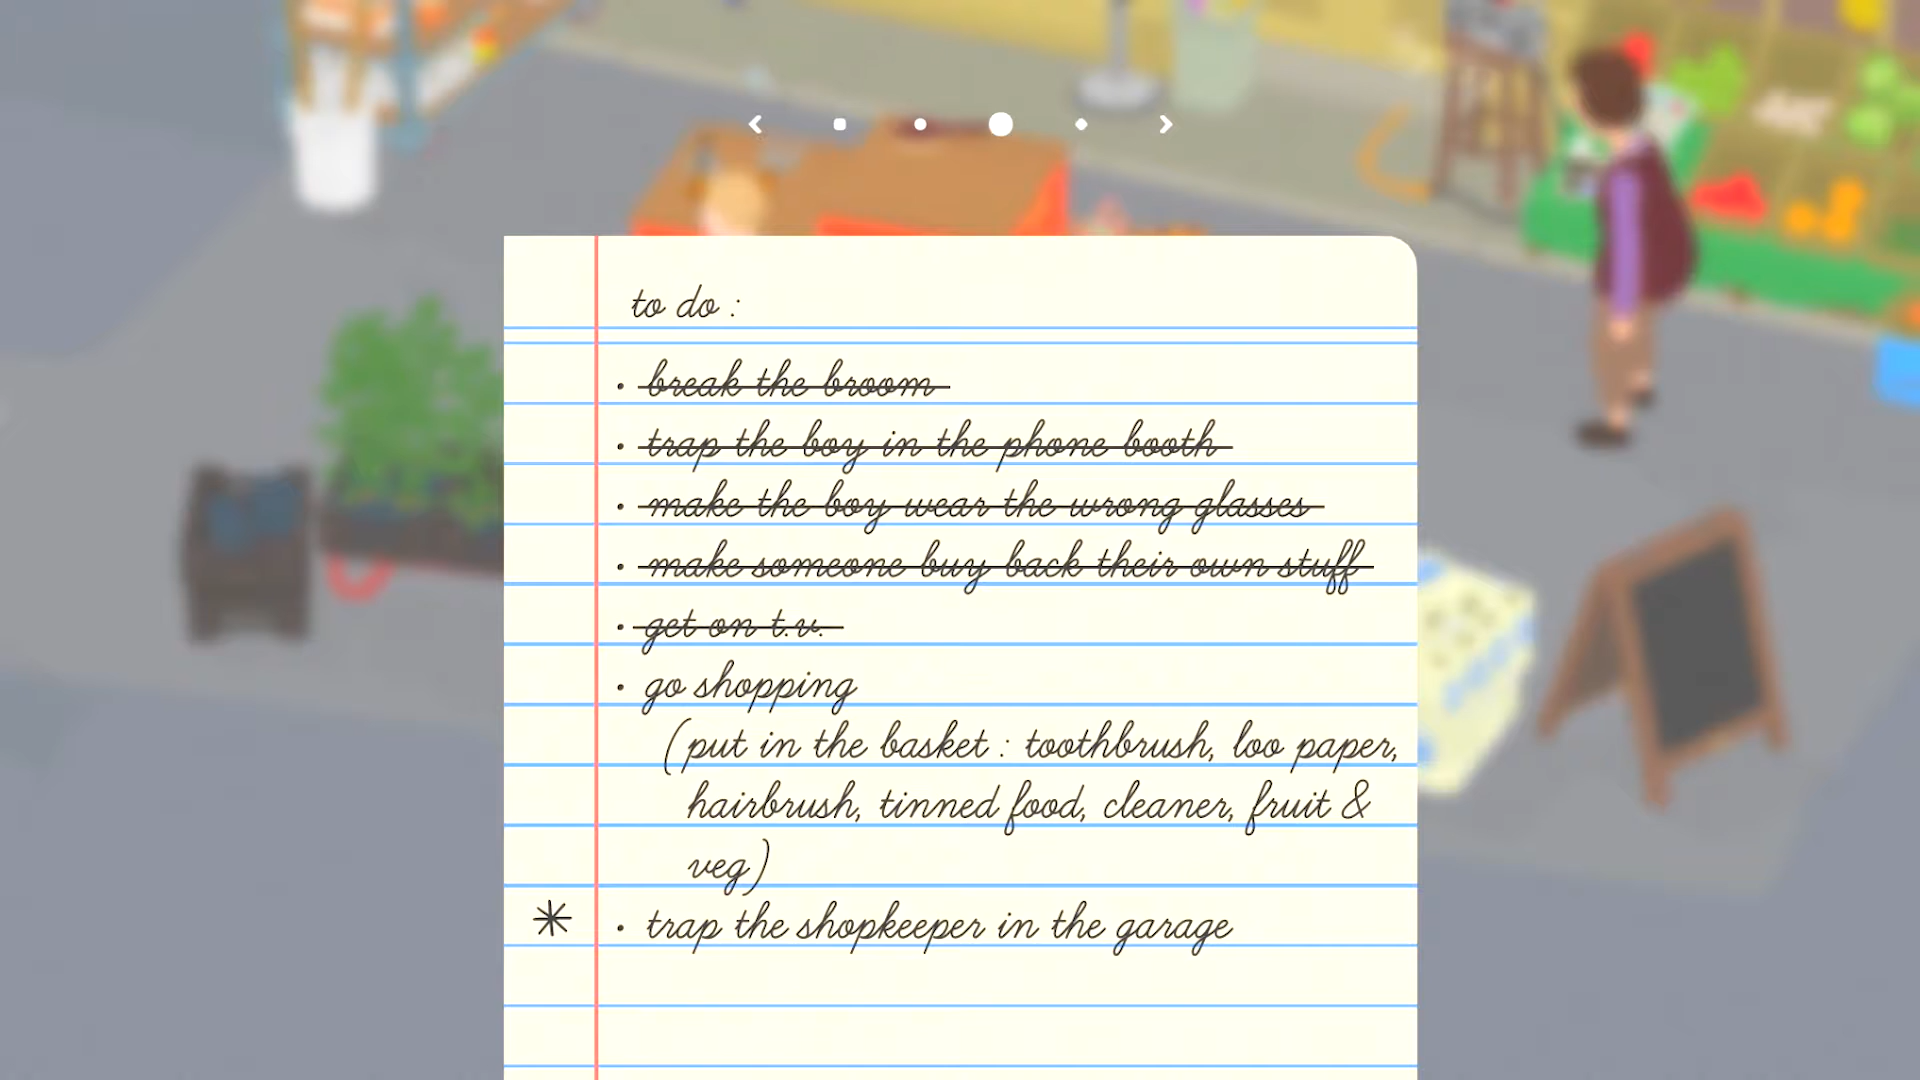 to do :
• break the broom
• trap the boy in the phone booth
• make the boy wear the wrong glasses
• make someone buy back their own stuff
• get on t.v.
• go shopping
(put in the basket : toothbrush, loo paper,
hairbrush, tinned food, cleaner, fruit &
veg)
* • trap the shopkeeper in the garage